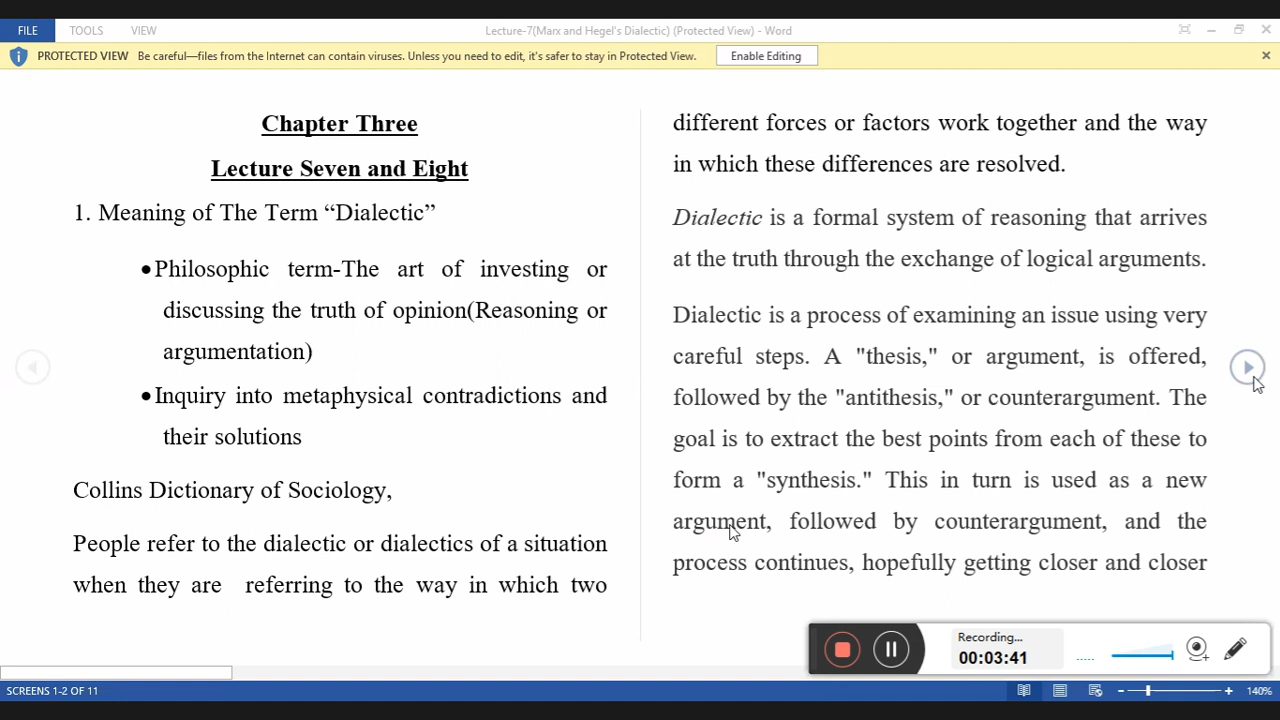 FILE TOOLS VIEW Lecture-7(Marx and Hegel's Dialectic) (Protected View) - Word
PROTECTED VIEW Be careful—files from the Internet can contain viruses. Unless you need to edit, it's safer to stay in Protected View. Enable Editing
Chapter Three
Lecture Seven and Eight
1. Meaning of The Term “Dialectic”
•Philosophic term-The art of investing or
discussing the truth of opinion(Reasoning or
argumentation)
•Inquiry into metaphysical contradictions and
their solutions
Collins Dictionary of Sociology,
People refer to the dialectic or dialectics of a situation
when they are referring to the way in which two
different forces or factors work together and the way
in which these differences are resolved.
Dialectic is a formal system of reasoning that arrives
at the truth through the exchange of logical arguments.
Dialectic is a process of examining an issue using very
careful steps. A "thesis," or argument, is offered,
followed by the "antithesis," or counterargument. The
goal is to extract the best points from each of these to
form a "synthesis." This in turn is used as a new
argument, followed by counterargument, and the
process continues, hopefully getting closer and closer
Recording...
00:03:41
SCREENS 1-2 OF 11
140%